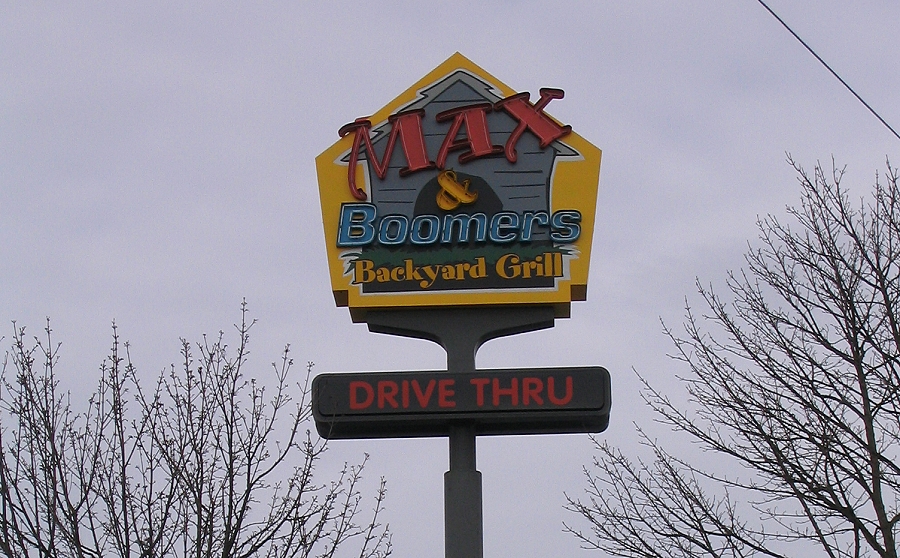 MAX
&
Boomers
Backyard Grill
DRIVE THRU